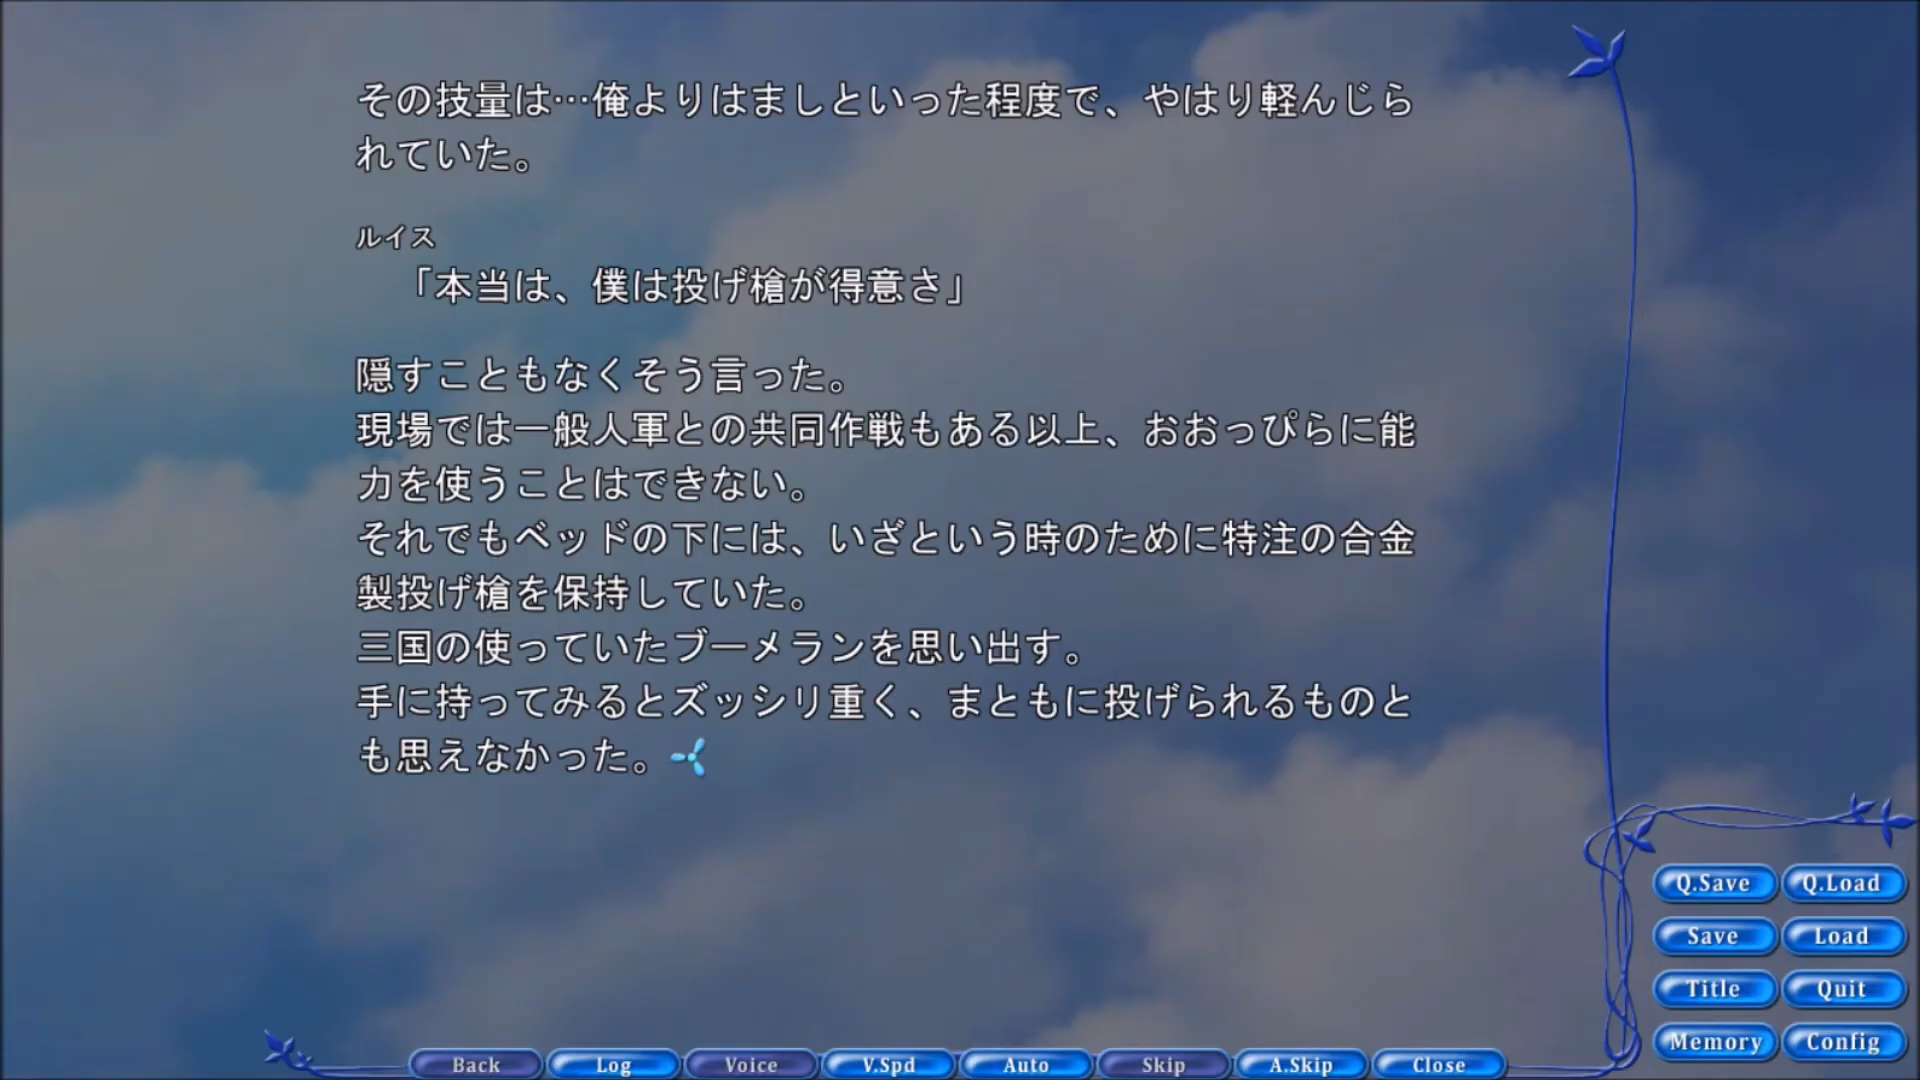 その技量は…俺よりはましといった程度で、やはり軽んじら
れていた。
ルイス
「本当は、僕は投げ槍が得意さ」
隠すこともなくそう言った。
現場では一般人軍との共同作戦もある以上、おおっぴらに能
力を使うことはできない。
それでもベッドの下には、いざという時のために特注の合金
製投げ槍を保持していた。
三国の使っていたブーメランを思い出す。
手に持ってみるとズッシリ重く、まともに投げられるものと
も思えなかった。
Q.Save Q.Load
Save Load
Title Quit
Memory Config
Back Log Voice V.Spd Auto Skip A.Skip Close